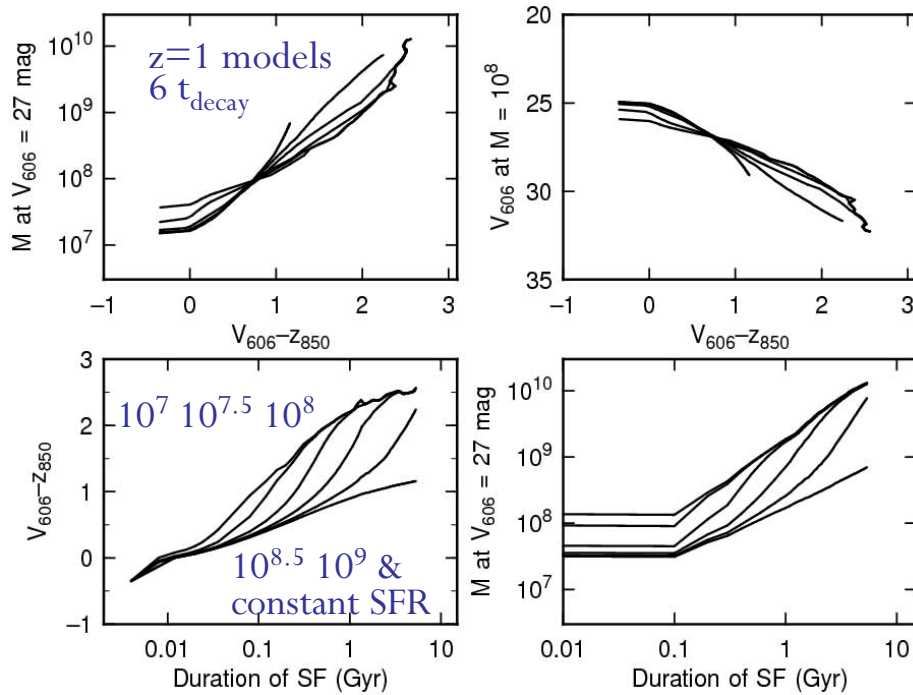 M at V606 = 27 mag
10^10
10^9
10^8
10^7
z=1 models
6 t_decay
−1 0 1 2 3
V606−z850
V606 at M = 10^8
20
25
30
35
−1 0 1 2 3
V606−z850
V606−z850
3
2
1
0
−1
10^7 10^7.5 10^8
10^8.5 10^9 &
constant SFR
0.01 0.1 1 10
Duration of SF (Gyr)
M at V606 = 27 mag
10^10
10^9
10^8
10^7
0.01 0.1 1 10
Duration of SF (Gyr)